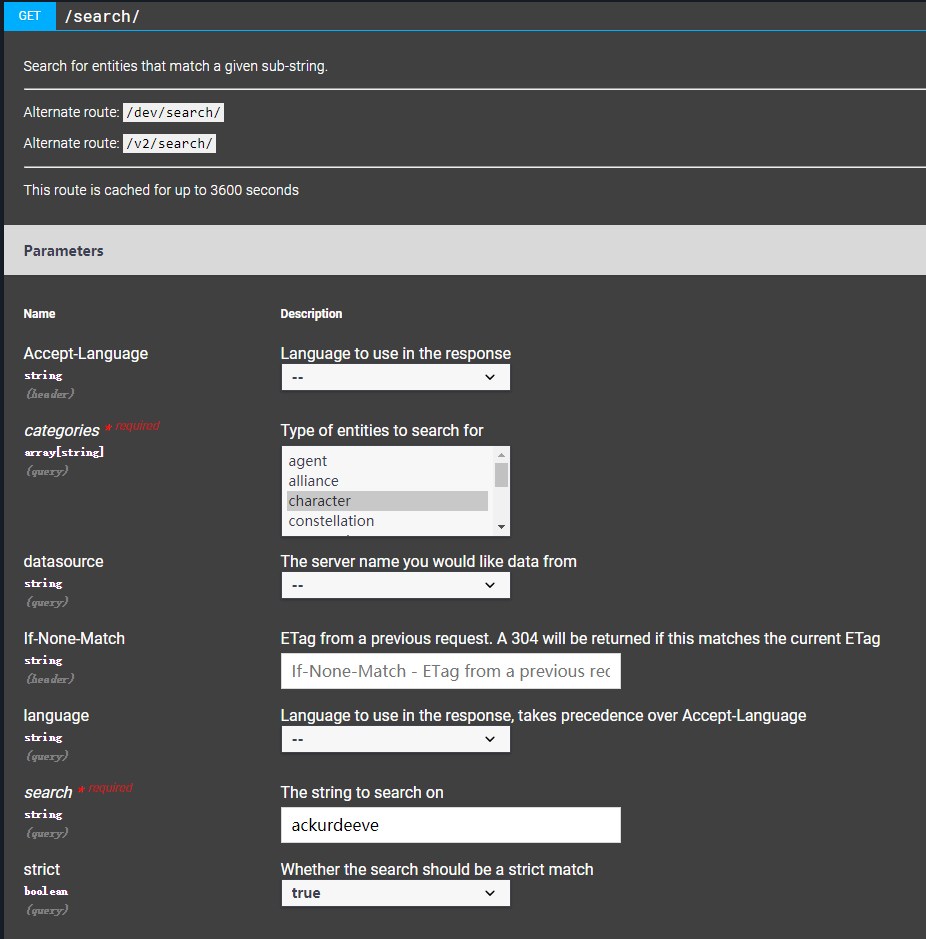 GET /search/
Search for entities that match a given sub-string.
Alternate route: /dev/search/
Alternate route: /v2/search/
This route is cached for up to 3600 seconds
Parameters
Name Description
Accept-Language Language to use in the response
string --
(header)
categories * required Type of entities to search for
array[string] agent
(query) alliance
character
constellation
datasource The server name you would like data from
string --
(query)
If-None-Match ETag from a previous request. A 304 will be returned if this matches the current ETag
string If-None-Match - ETag from a previous rec
(header)
language Language to use in the response, takes precedence over Accept-Language
string --
(query)
search * required The string to search on
string ackurdeeve
(query)
strict Whether the search should be a strict match
boolean true
(query)